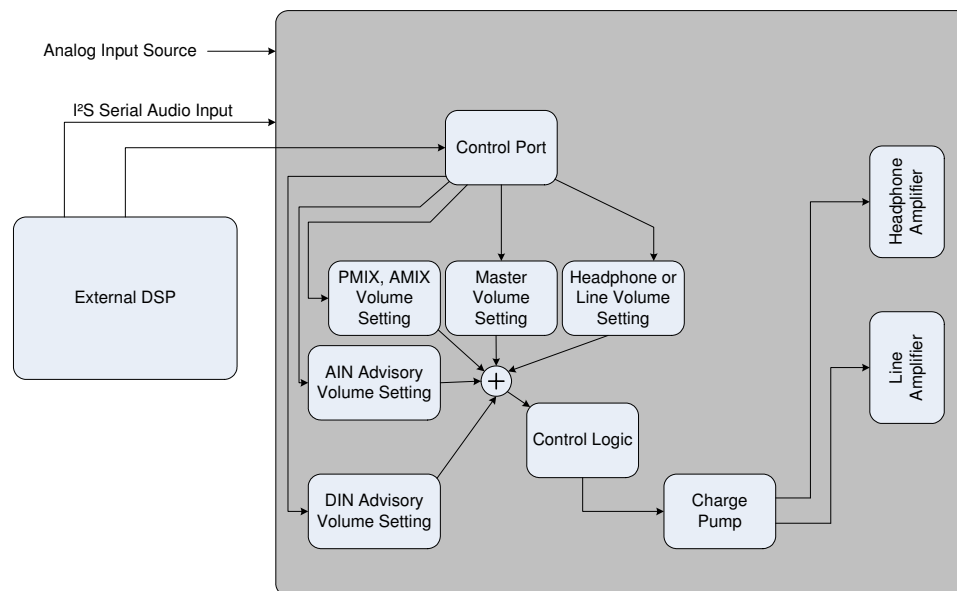 Analog Input Source
I²S Serial Audio Input
Control Port
Headphone
Amplifier
External DSP
PMIX, AMIX
Volume
Setting
Master
Volume
Setting
Headphone or
Line Volume
Setting
Line
Amplifier
AIN Advisory
Volume Setting
+
Control Logic
DIN Advisory
Volume Setting
Charge
Pump